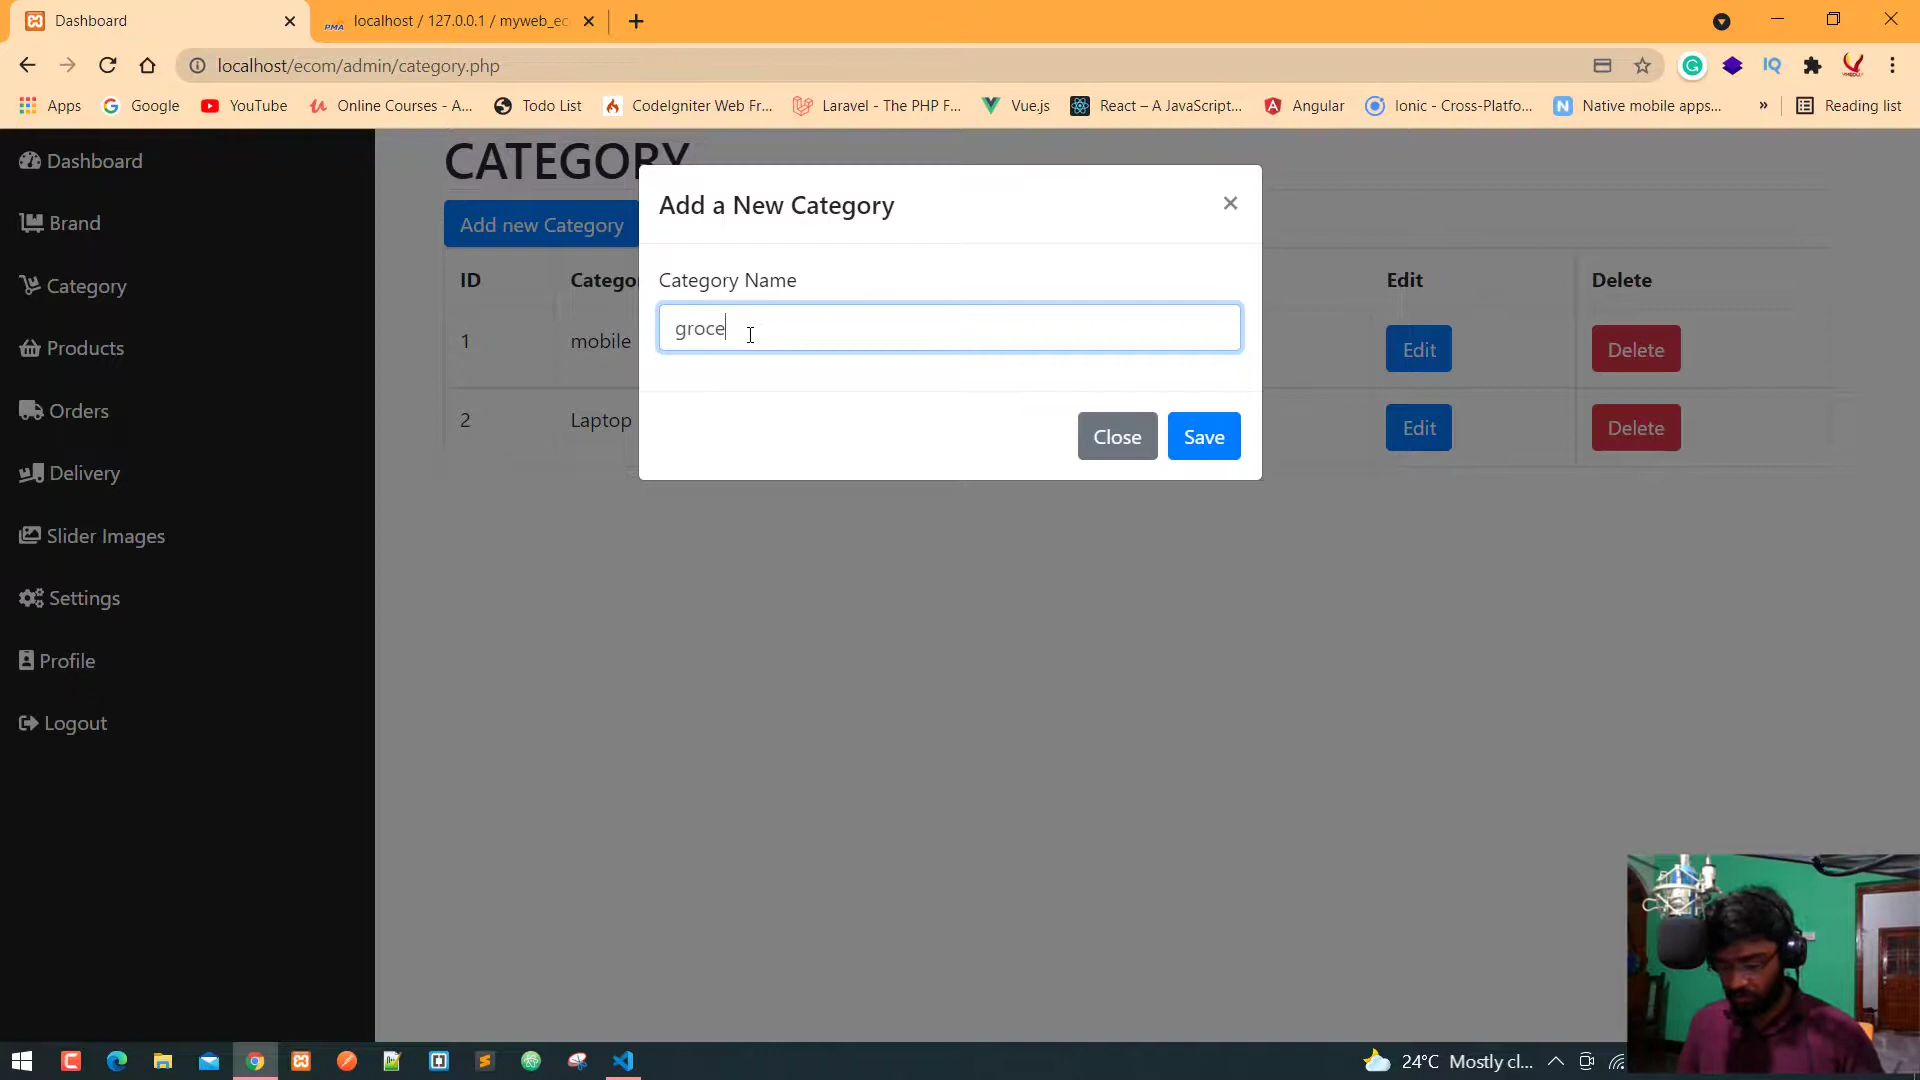 Dashboard
localhost / 127.0.0.1 / myweb_ec
localhost/ecom/admin/category.php
Apps
Google
YouTube
Online Courses - A...
Todo List
CodeIgniter Web Fr...
Laravel - The PHP F...
Vue.js
React – A JavaScript...
Angular
Ionic - Cross-Platfo...
Native mobile apps...
»
Reading list
Dashboard
Brand
Category
Products
Orders
Delivery
Slider Images
Settings
Profile
Logout
CATEGORY
Add new Category
ID
Catego
Edit
Delete
1
mobile
Edit
Delete
2
Laptop
Edit
Delete
Add a New Category
×
Category Name
groce
Close
Save
24°C Mostly cl...